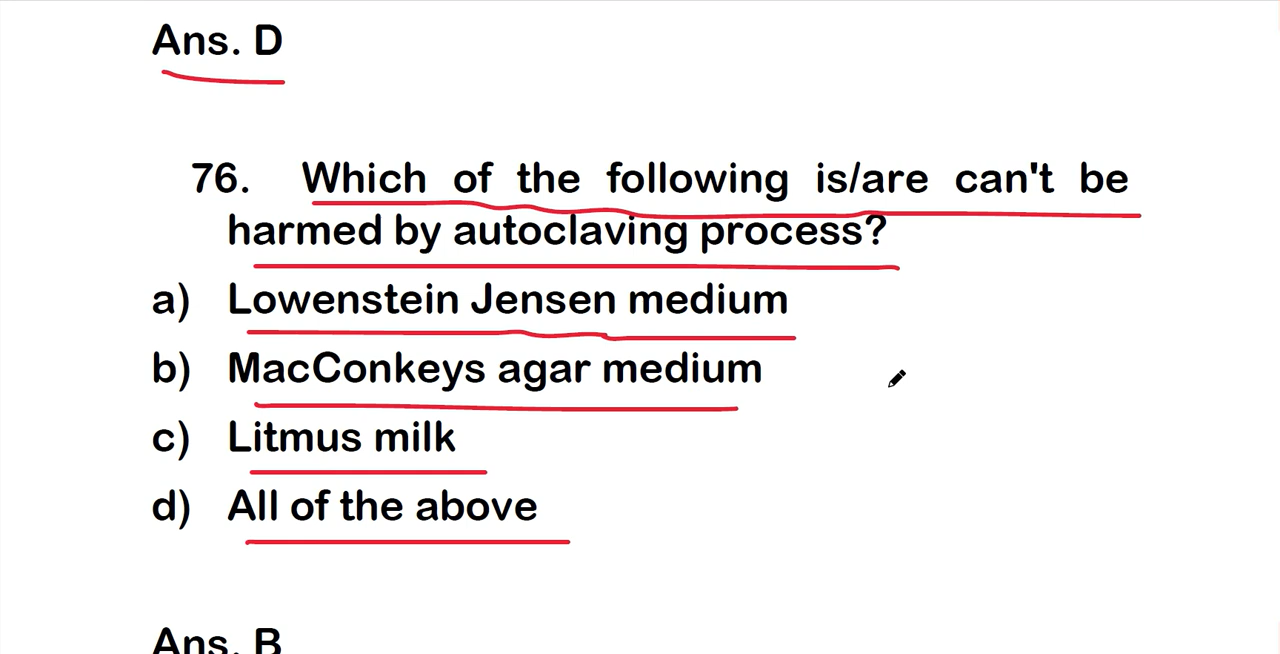 Ans. D
76. Which of the following is/are can't be
harmed by autoclaving process?
a) Lowenstein Jensen medium
b) MacConkeys agar medium
c) Litmus milk
d) All of the above
Ans. B